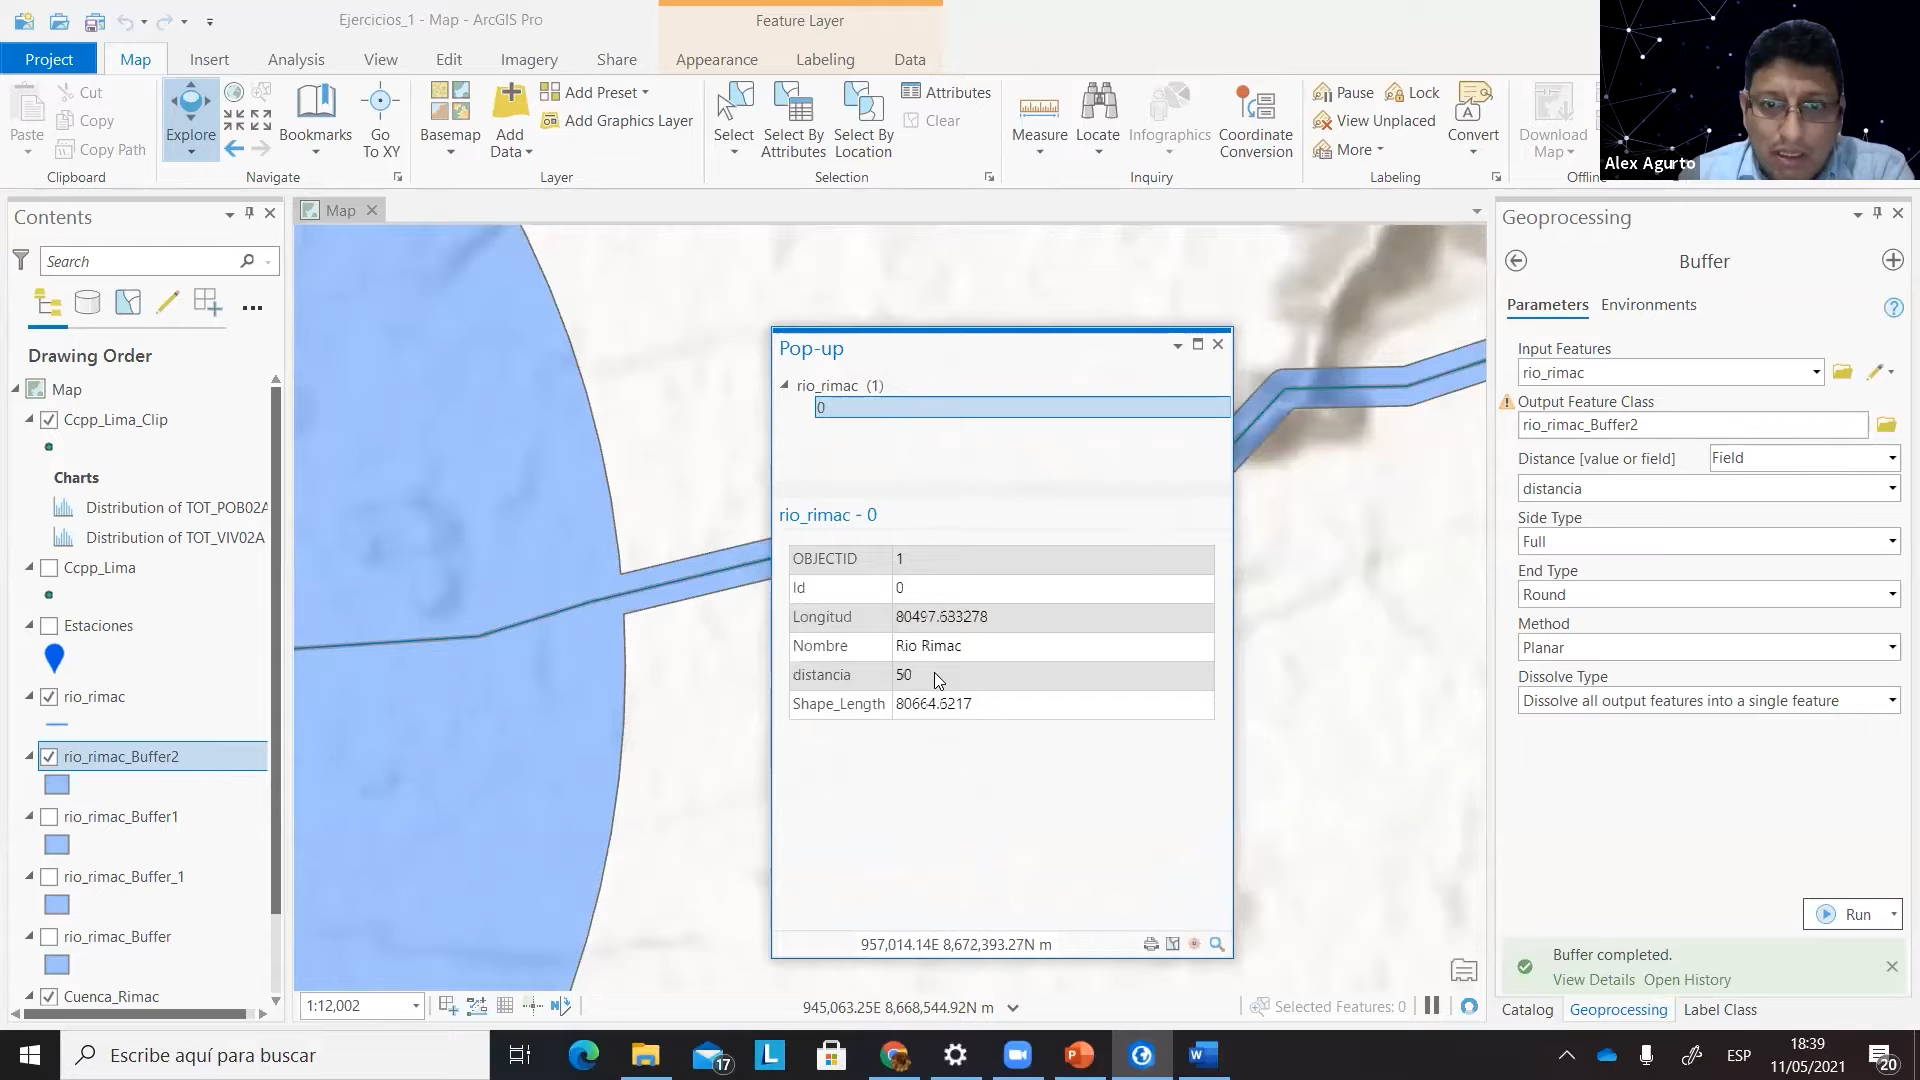 Ejercicios_1 - Map - ArcGIS Pro
Feature Layer
Project
Map
Insert
Analysis
View
Edit
Imagery
Share
Appearance
Labeling
Data
Paste
Cut
Copy
Copy Path
Clipboard
Explore
Bookmarks
Go
To XY
Navigate
Basemap
Add
Data
Add Preset
Add Graphics Layer
Layer
Select
Select By
Attributes
Select By
Location
Attributes
Clear
Selection
Measure
Locate
Infographics
Coordinate
Conversion
Inquiry
Pause
Lock
View Unplaced
More
Convert
Labeling
Download
Map
Offline
Alex Agurto
Contents
Search
Drawing Order
Map
Ccpp_Lima_Clip
Charts
Distribution of TOT_POB02A
Distribution of TOT_VIV02A
Ccpp_Lima
Estaciones
rio_rimac
rio_rimac_Buffer2
rio_rimac_Buffer1
rio_rimac_Buffer_1
rio_rimac_Buffer
Cuenca_Rimac
Map
Pop-up
rio_rimac (1)
0
rio_rimac - 0
OBJECTID 1
Id 0
Longitud 80497.683278
Nombre Rio Rimac
distancia 50
Shape_Length 80664.6217
957,014.14E 8,672,393.27N m
1:12,002
945,063.25E 8,668,544.92N m
Selected Features: 0
Geoprocessing
Buffer
Parameters Environments
Input Features
rio_rimac
Output Feature Class
rio_rimac_Buffer2
Distance [value or field] Field
distancia
Side Type
Full
End Type
Round
Method
Planar
Dissolve Type
Dissolve all output features into a single feature
Run
Buffer completed.
View Details Open History
Catalog Geoprocessing Label Class
Escribe aquí para buscar
17
ESP
18:39
11/05/2021
20